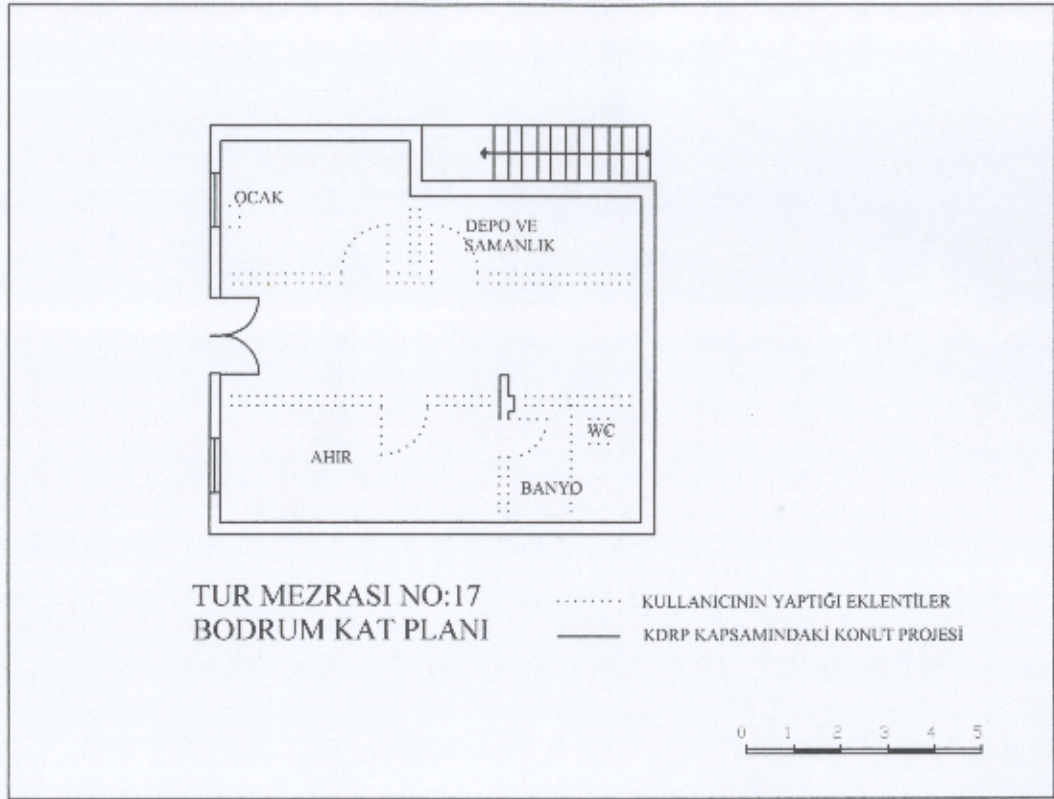 OCAK
DEPO VE
SAMANLIK
AHIR
WC
BANYO
TUR MEZRASI NO:17
BODRUM KAT PLANI
KULLANICININ YAPTIĞI EKLENTİLER
KDRP KAPSAMINDAKİ KONUT PROJESİ
0 1 2 3 4 5